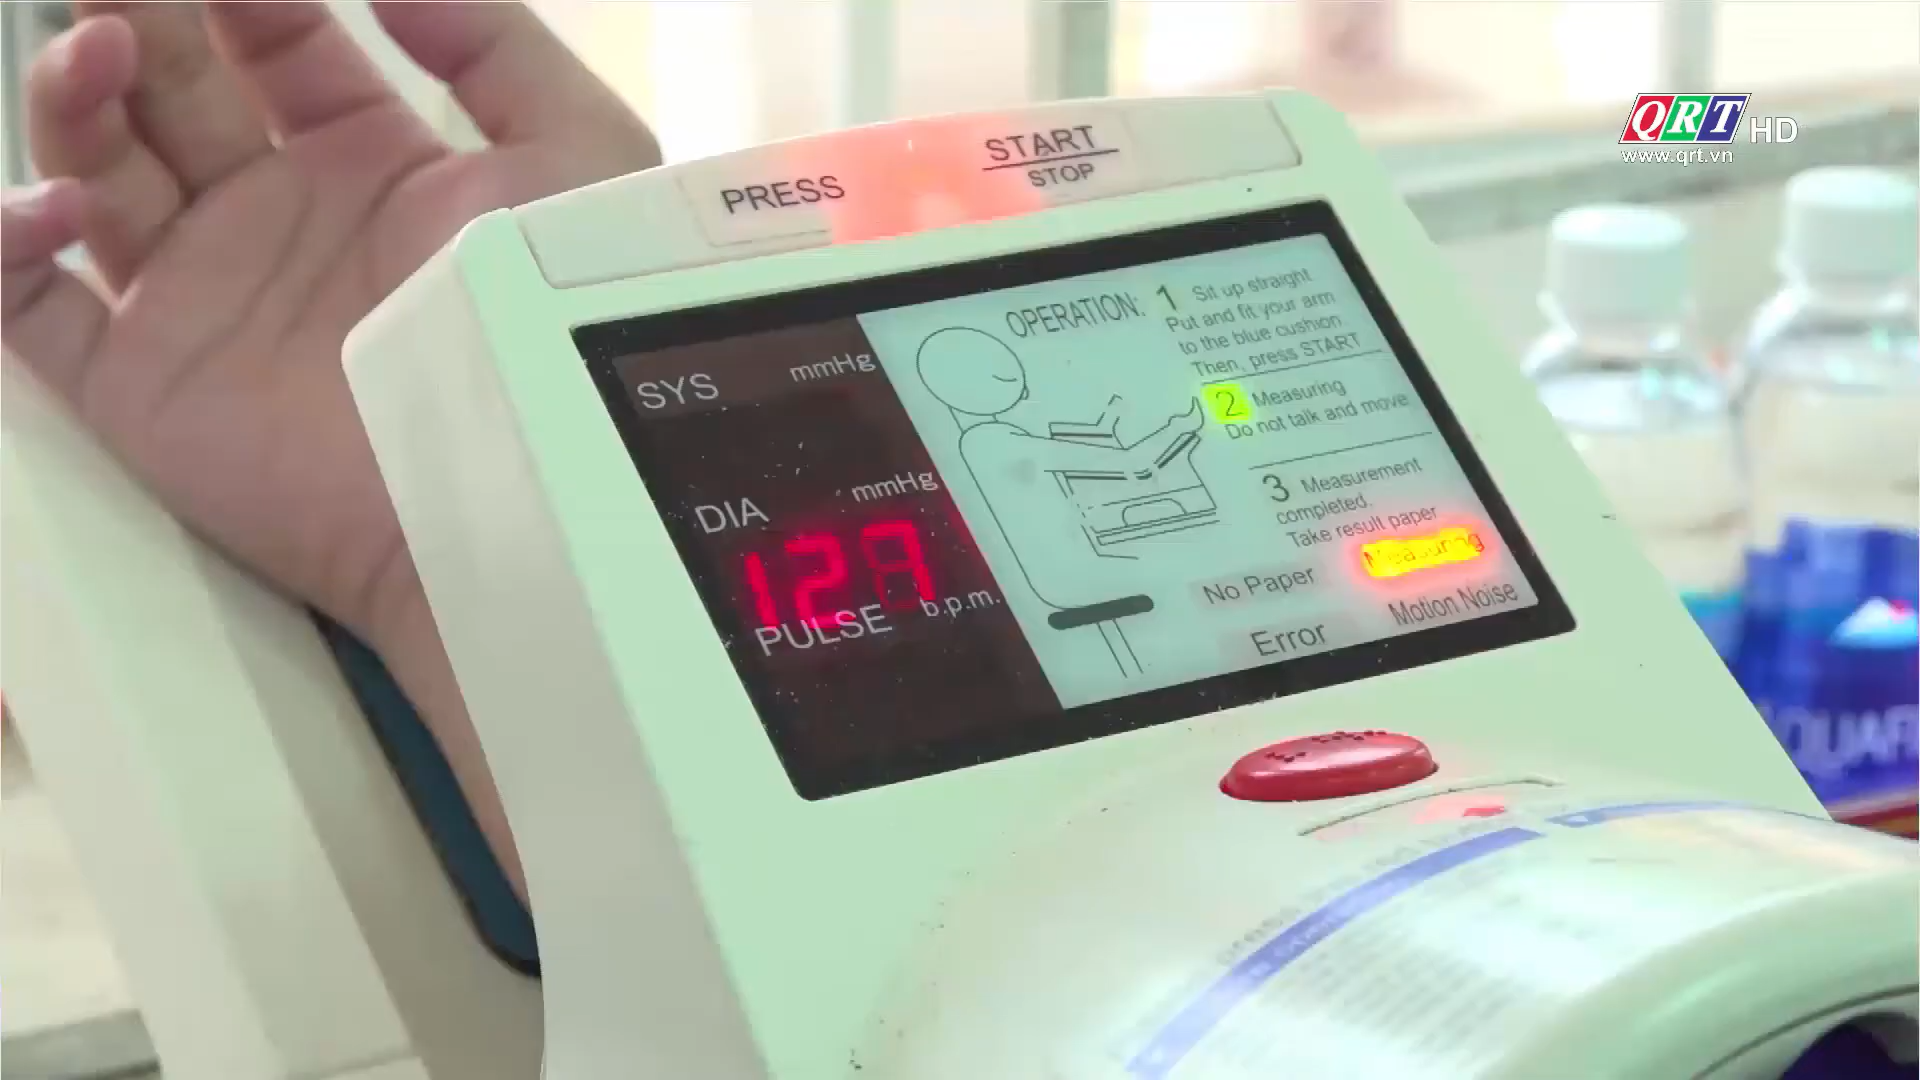 QRT HD
www.qrt.vn
PRESS
START
STOP
SYS mmHg
DIA mmHg
127
PULSE b.p.m.
OPERATION:
1 Sit up straight
Put and fit your arm
to the blue cushion
Then, press START
2 Measuring
Do not talk and move
3 Measurement
completed.
Take result paper
No Paper
Measuring
Error
Motion Noise